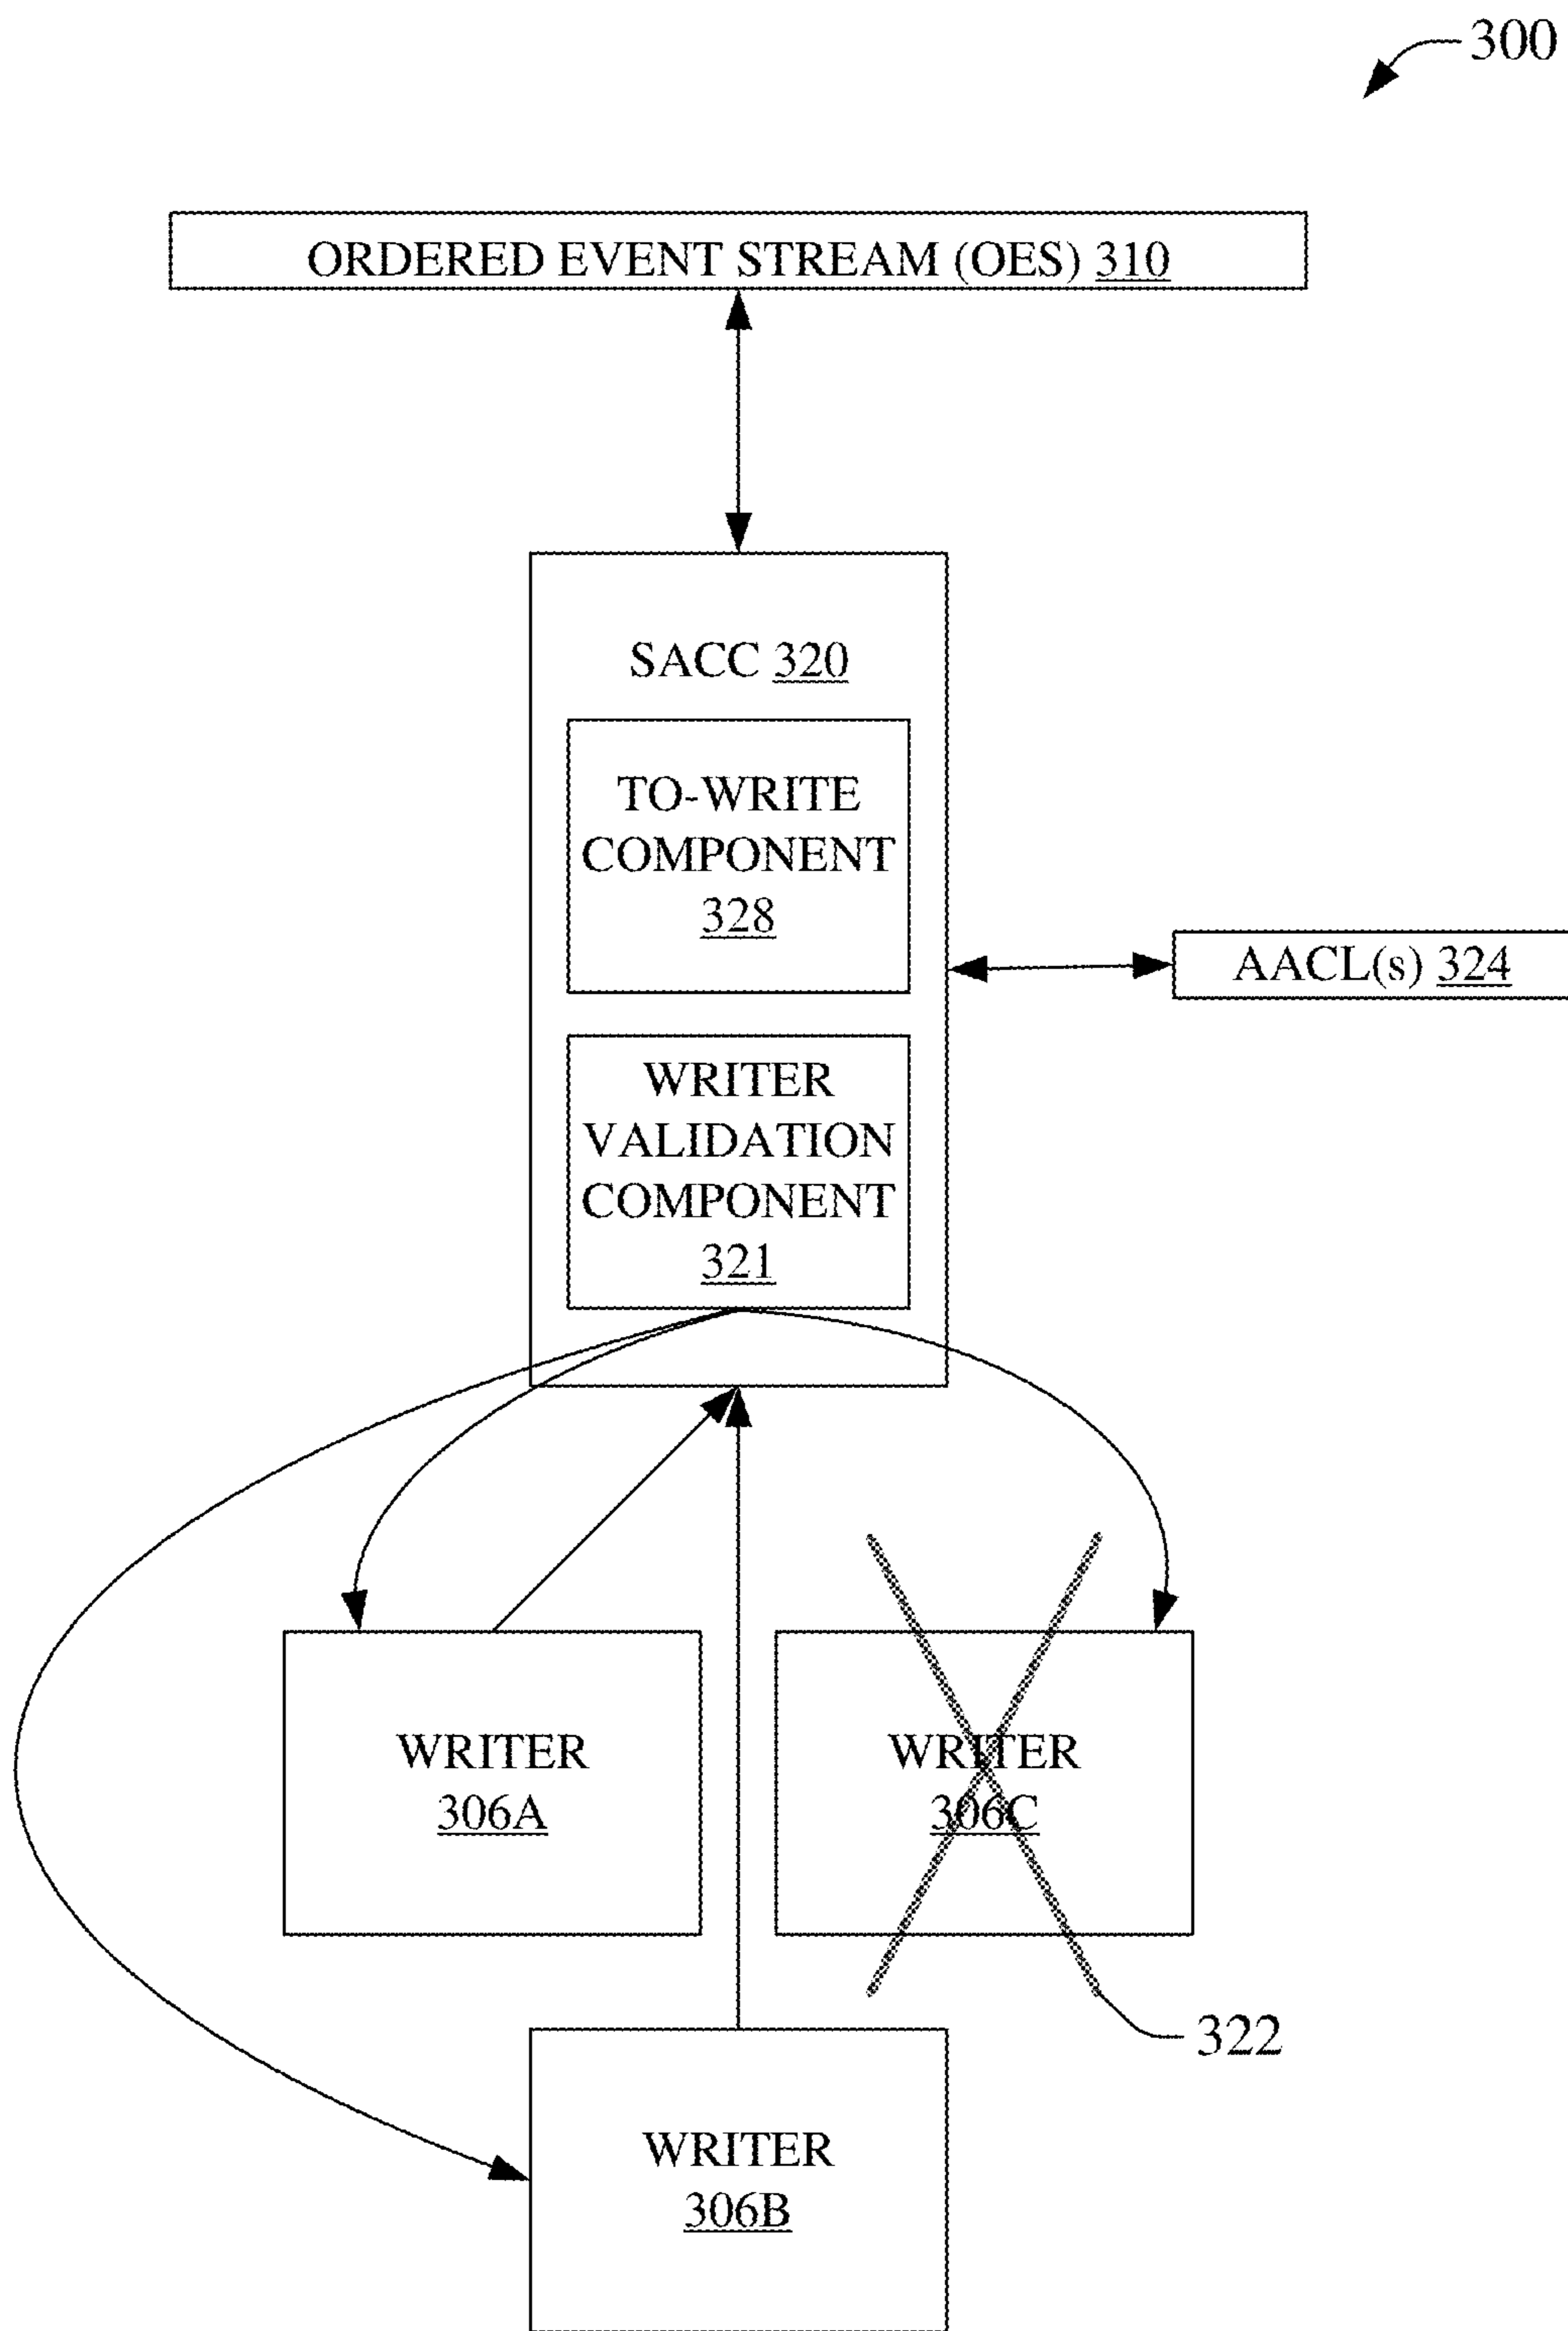 300
ORDERED EVENT STREAM (OES) 310
SACC 320
TO-WRITE
COMPONENT
328
AACL(s) 324
WRITER
VALIDATION
COMPONENT
321
WRITER
306A
WRITER
306C
322
WRITER
306B